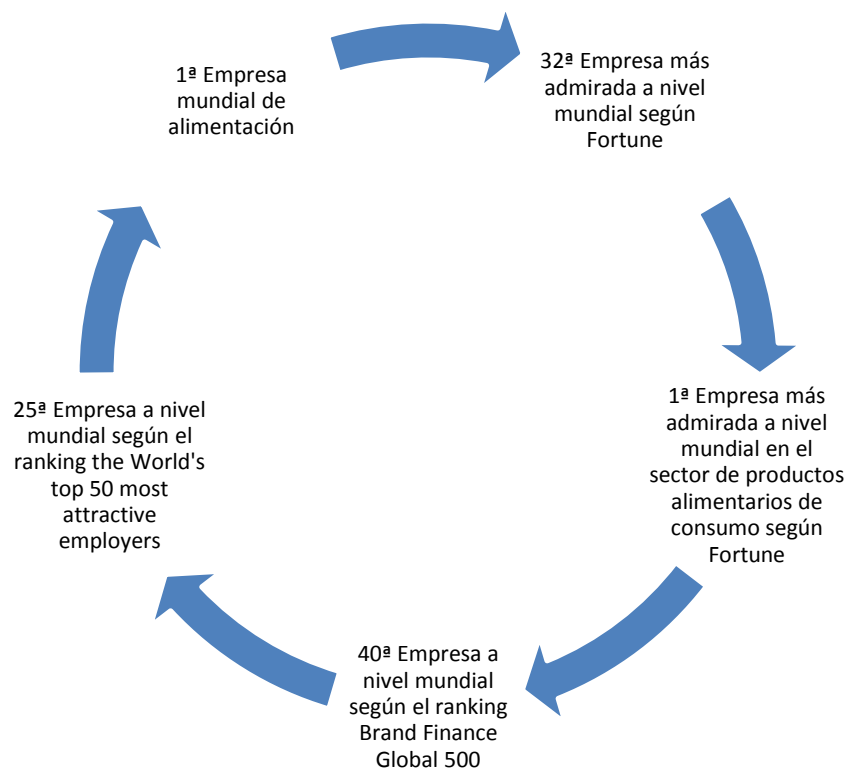 1ª Empresa
mundial de
alimentación
32ª Empresa más
admirada a nivel
mundial según
Fortune
1ª Empresa más
admirada a nivel
mundial en el
sector de productos
alimentarios de
consumo según
Fortune
40ª Empresa a
nivel mundial
según el ranking
Brand Finance
Global 500
25ª Empresa a nivel
mundial según el
ranking the World's
top 50 most
attractive
employers